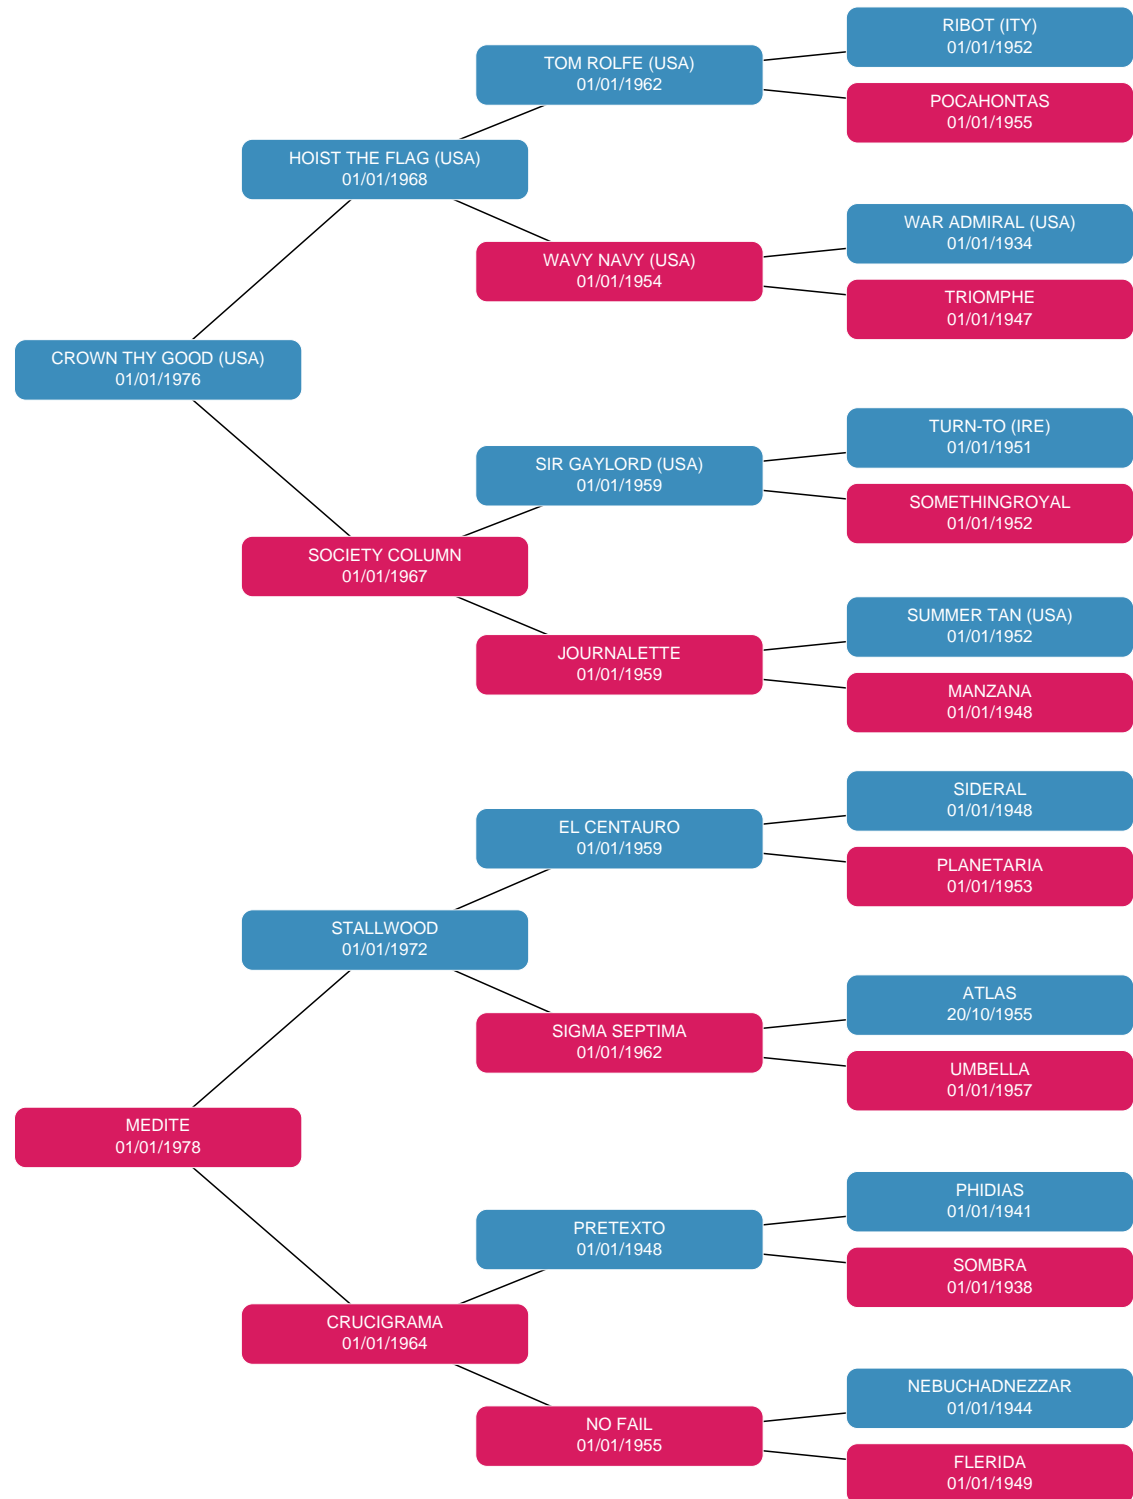 RIBOT (ITY)
01/01/1952
TOM ROLFE (USA)
01/01/1962
POCAHONTAS
01/01/1955
HOIST THE FLAG (USA)
01/01/1968
WAR ADMIRAL (USA)
01/01/1934
WAVY NAVY (USA)
01/01/1954
TRIOMPHE
01/01/1947
CROWN THY GOOD (USA)
01/01/1976
TURN-TO (IRE)
01/01/1951
SIR GAYLORD (USA)
01/01/1959
SOMETHINGROYAL
01/01/1952
SOCIETY COLUMN
01/01/1967
SUMMER TAN (USA)
01/01/1952
JOURNALETTE
01/01/1959
MANZANA
01/01/1948
SIDERAL
01/01/1948
EL CENTAURO
01/01/1959
PLANETARIA
01/01/1953
STALLWOOD
01/01/1972
ATLAS
20/10/1955
SIGMA SEPTIMA
01/01/1962
UMBELLA
01/01/1957
MEDITE
01/01/1978
PHIDIAS
01/01/1941
PRETEXTO
01/01/1948
SOMBRA
01/01/1938
CRUCIGRAMA
01/01/1964
NEBUCHADNEZZAR
01/01/1944
NO FAIL
01/01/1955
FLERIDA
01/01/1949